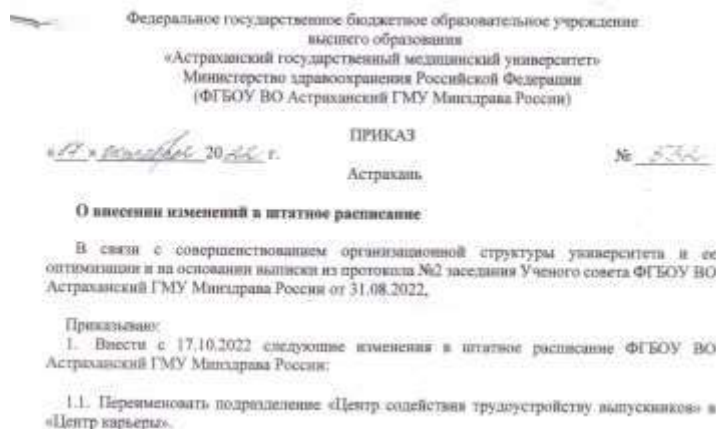 Федеральное государственное бюджетное образовательное учреждение
высшего образования
«Астраханский государственный медицинский университет»
Министерство здравоохранения Российской Федерации
(ФГБОУ ВО Астраханский ГМУ Минздрава России)
ПРИКАЗ
«17» октября 2022 г. №
Астрахань
О внесении изменений в штатное расписание
В связи с совершенствованием организационной структуры университета и ее
оптимизации и на основании выписки из протокола №2 заседания Ученого совета ФГБОУ ВО
Астраханский ГМУ Минздрава России от 31.08.2022,
Приказываю:
1. Внести с 17.10.2022 следующие изменения в штатное расписание ФГБОУ ВО
Астраханский ГМУ Минздрава России:
1.1. Переименовать подразделение «Центр содействия трудоустройству выпускников» в
«Центр карьеры».